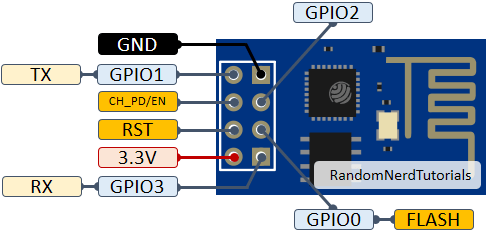 GPIO2
GND
TX GPIO1
CH_PD/EN
RST
3.3V
RandomNerdTutorials
RX GPIO3
GPIO0 FLASH